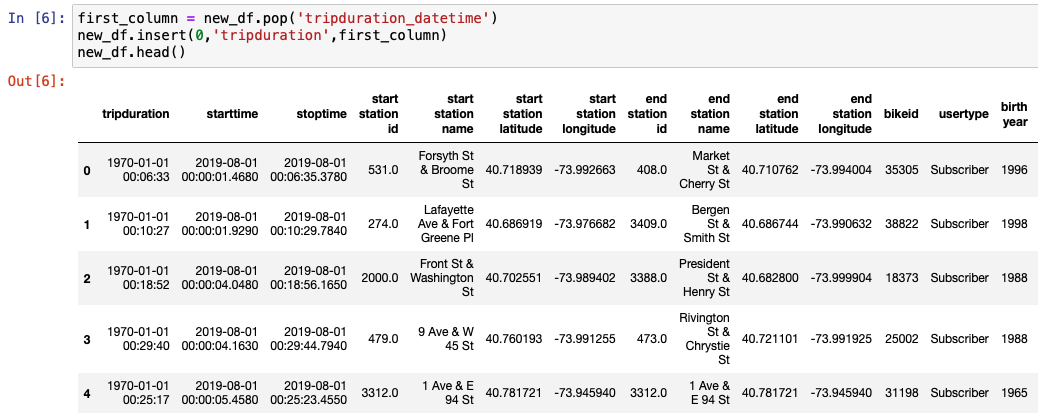 In [6]: first_column = new_df.pop('tripduration_datetime')
new_df.insert(0,'tripduration',first_column)
new_df.head()
Out[6]:
tripduration starttime stoptime start station id start station name start station latitude start station longitude end station id end station name end station latitude end station longitude bikeid usertype birth year
0 1970-01-01 00:06:33 2019-08-01 00:00:01.4680 2019-08-01 00:06:35.3780 531.0 Forsyth St & Broome St 40.718939 -73.992663 408.0 Market St & Cherry St 40.710762 -73.994004 35305 Subscriber 1996
1 1970-01-01 00:10:27 2019-08-01 00:00:01.9290 2019-08-01 00:10:29.7840 274.0 Lafayette Ave & Fort Greene Pl 40.686919 -73.976682 3409.0 Bergen St & Smith St 40.686744 -73.990632 38822 Subscriber 1998
2 1970-01-01 00:18:52 2019-08-01 00:00:04.0480 2019-08-01 00:18:56.1650 2000.0 Front St & Washington St 40.702551 -73.989402 3388.0 President St & Henry St 40.682800 -73.999904 18373 Subscriber 1988
3 1970-01-01 00:29:40 2019-08-01 00:00:04.1630 2019-08-01 00:29:44.7940 479.0 9 Ave & W 45 St 40.760193 -73.991255 473.0 Rivington St & Chrystie St 40.721101 -73.991925 25002 Subscriber 1988
4 1970-01-01 00:25:17 2019-08-01 00:00:05.4580 2019-08-01 00:25:23.4550 3312.0 1 Ave & E 94 St 40.781721 -73.945940 3312.0 1 Ave & E 94 St 40.781721 -73.945940 31198 Subscriber 1965